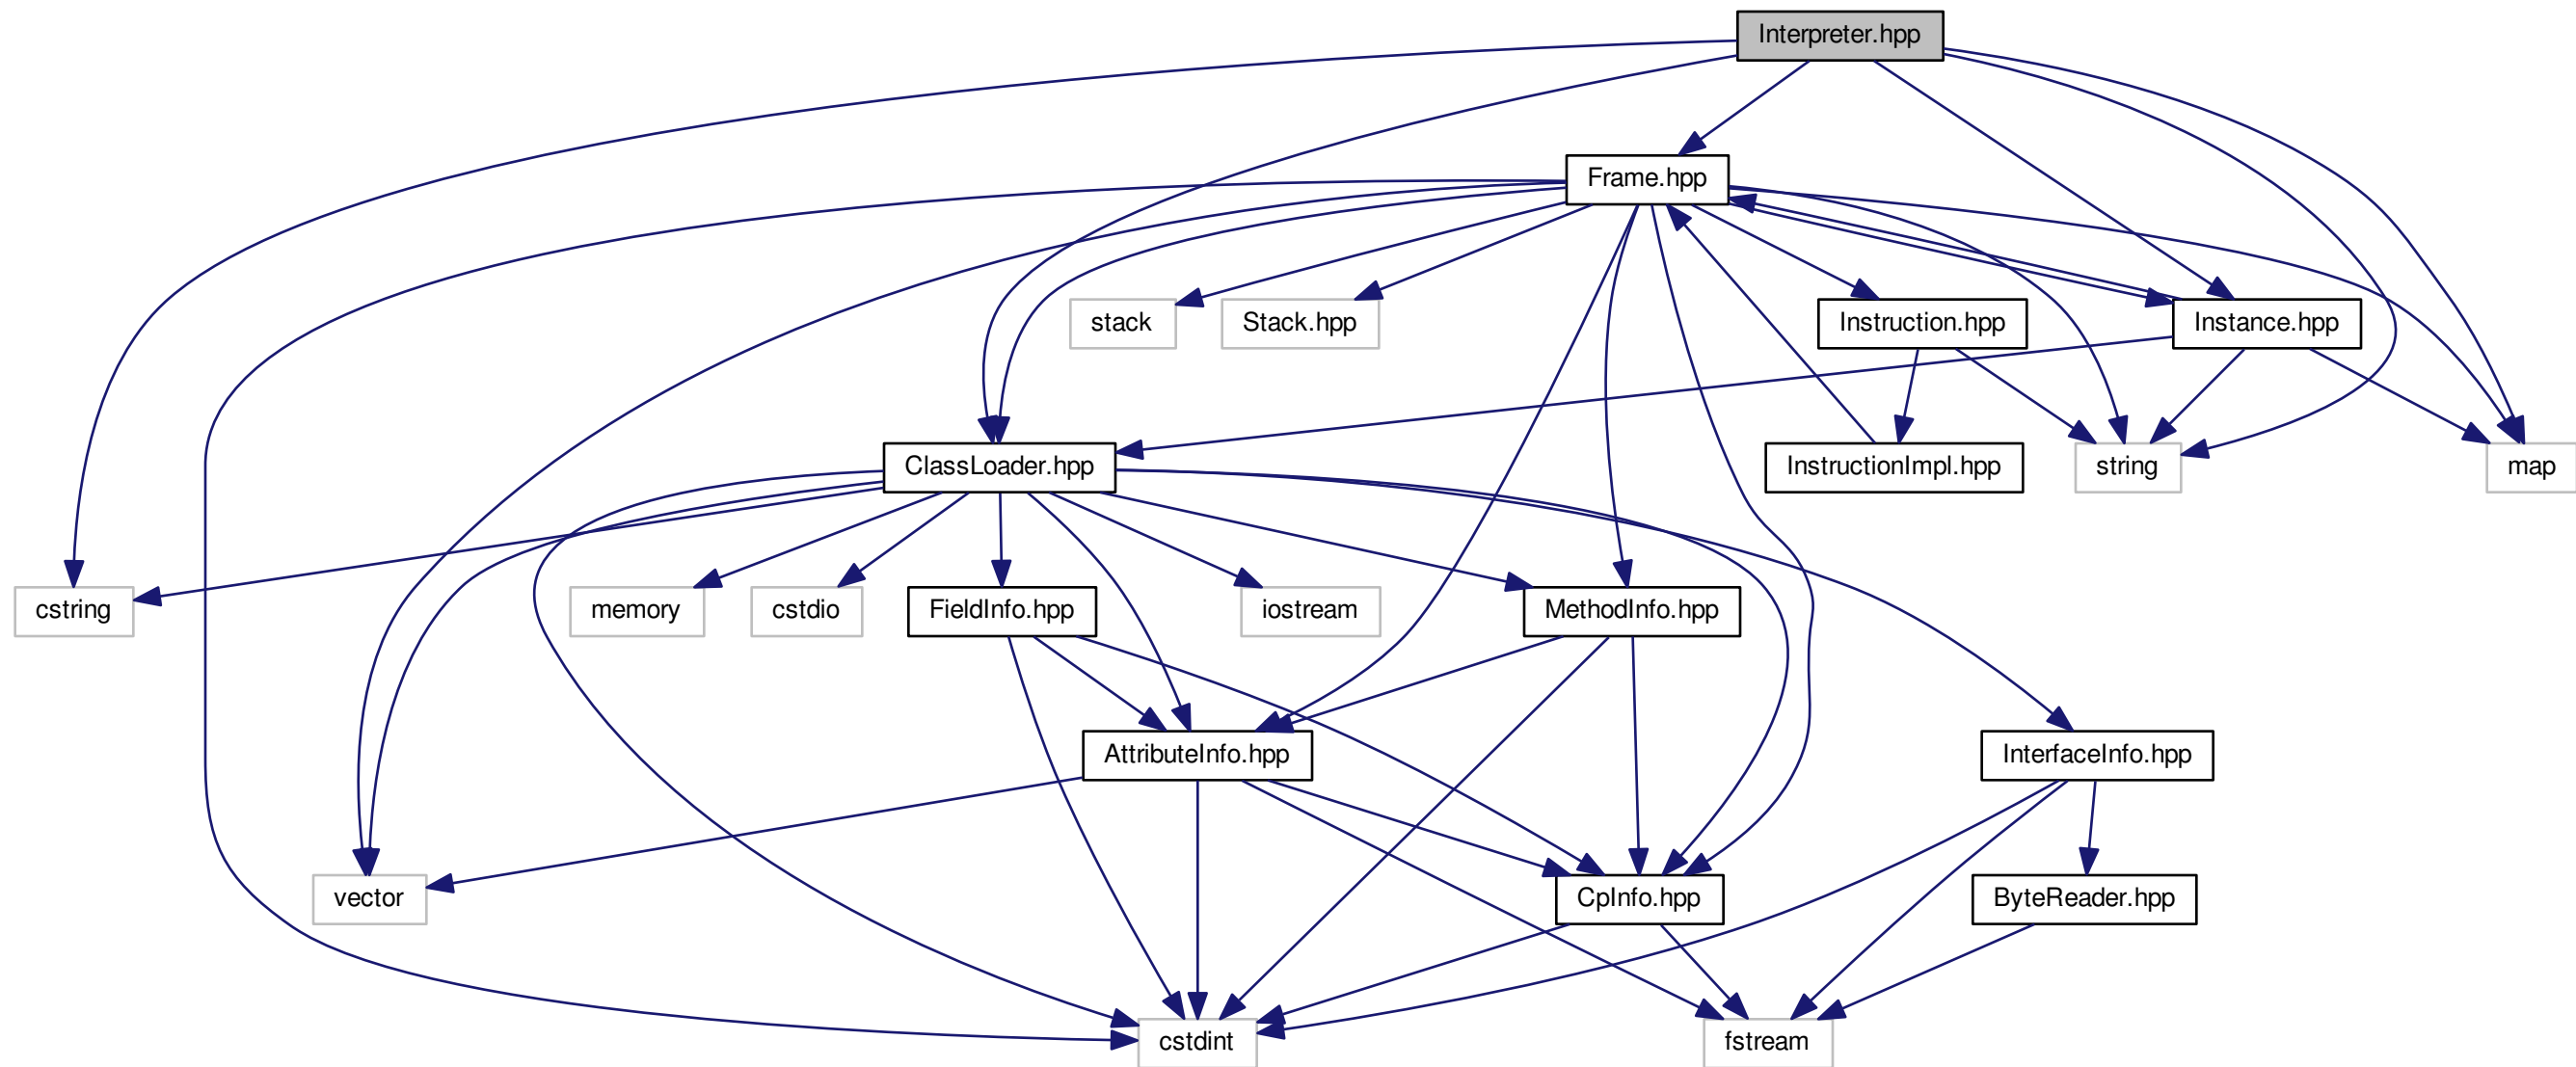 Interpreter.hpp
Frame.hpp
stack
Stack.hpp
Instruction.hpp
Instance.hpp
ClassLoader.hpp
InstructionImpl.hpp
string
map
cstring
memory
cstdio
FieldInfo.hpp
iostream
MethodInfo.hpp
AttributeInfo.hpp
InterfaceInfo.hpp
vector
CpInfo.hpp
ByteReader.hpp
cstdint
fstream